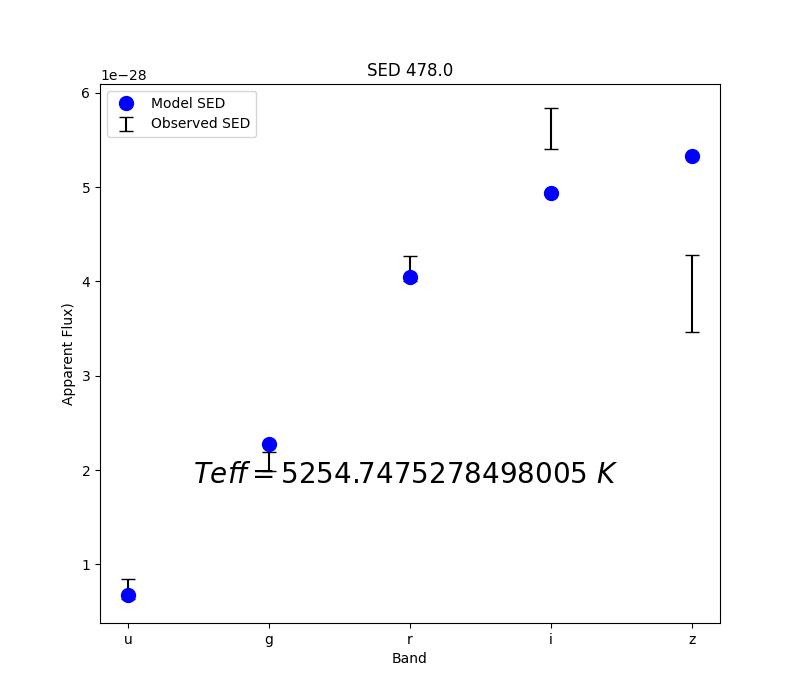 SED 478.0
1e−28
Model SED
Observed SED
6
5
4
3
2
1
Apparent Flux)
Teff = 5254.7475278498005 K
u g r i z
Band